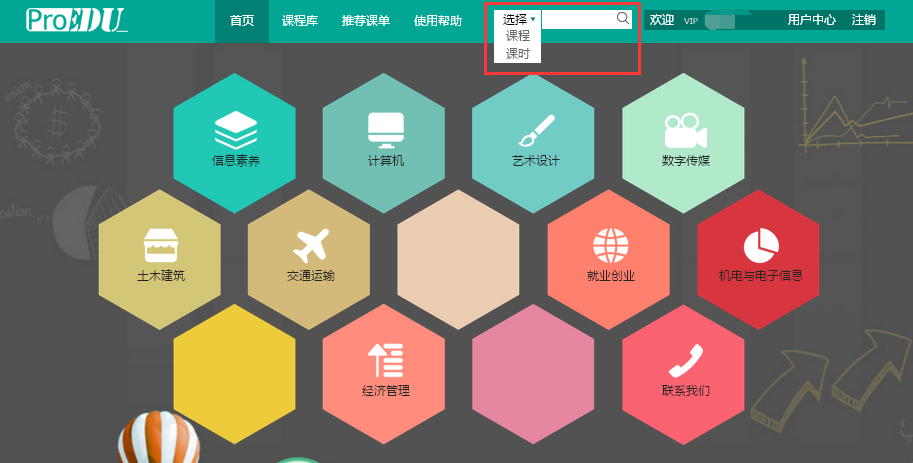 ProEDU
首页 课程库 推荐课单 使用帮助 选择 欢迎 VIP 用户中心 注销
课程
课时
信息素养 计算机 艺术设计 数字传媒
土木建筑 交通运输 就业创业 机电与电子信息
经济管理 联系我们
vision
cation